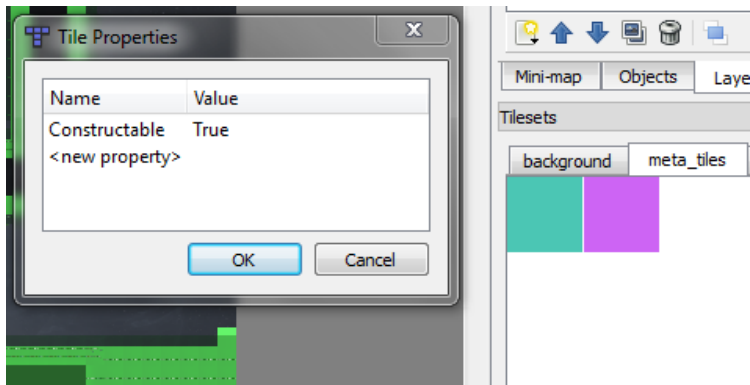 Tile Properties
Name Value
Constructable True
<new property>
OK Cancel
Mini-map Objects Laye
Tilesets
background meta_tiles